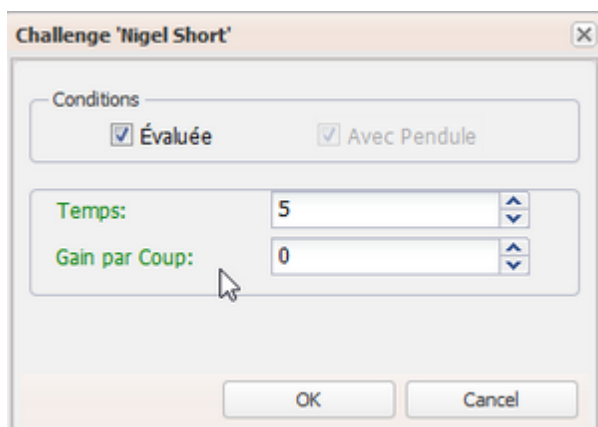 Challenge 'Nigel Short'
Conditions
Évaluée Avec Pendule
Temps: 5
Gain par Coup: 0
OK Cancel